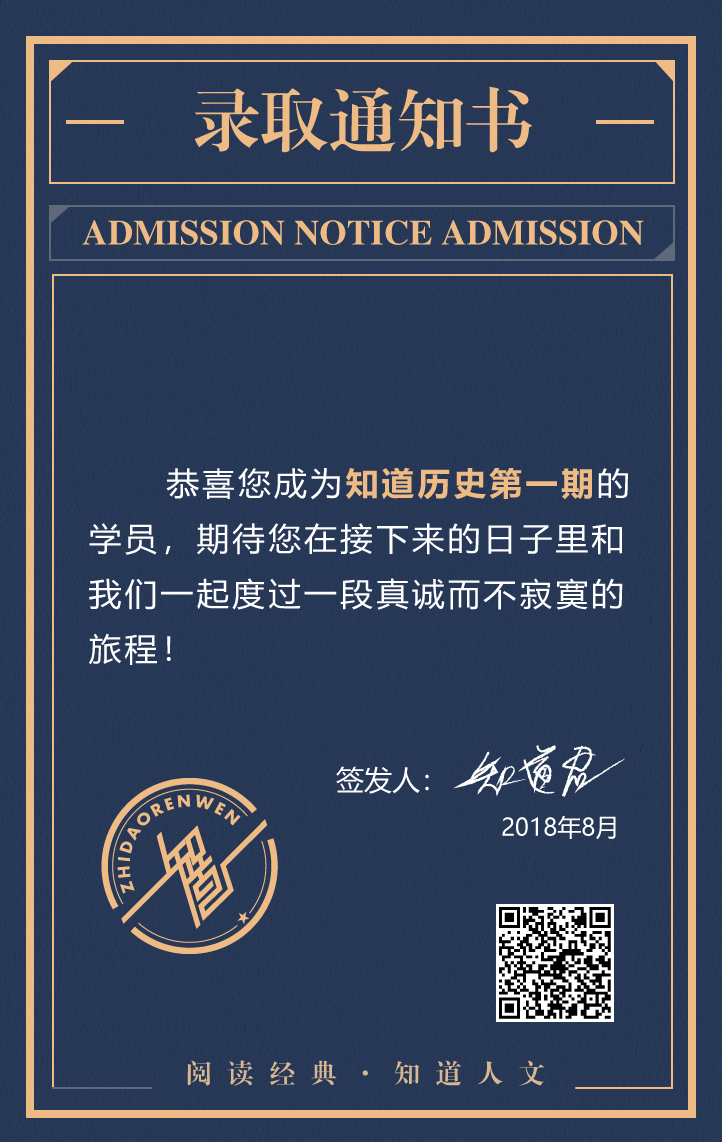 录取通知书
ADMISSION NOTICE ADMISSION
恭喜您成为知道历史第一期的
学员，期待您在接下来的日子里和
我们一起度过一段真诚而不寂寞的
旅程！
签发人：知道君
2018年8月
ZHIDAORENWEN
阅读经典·知道人文